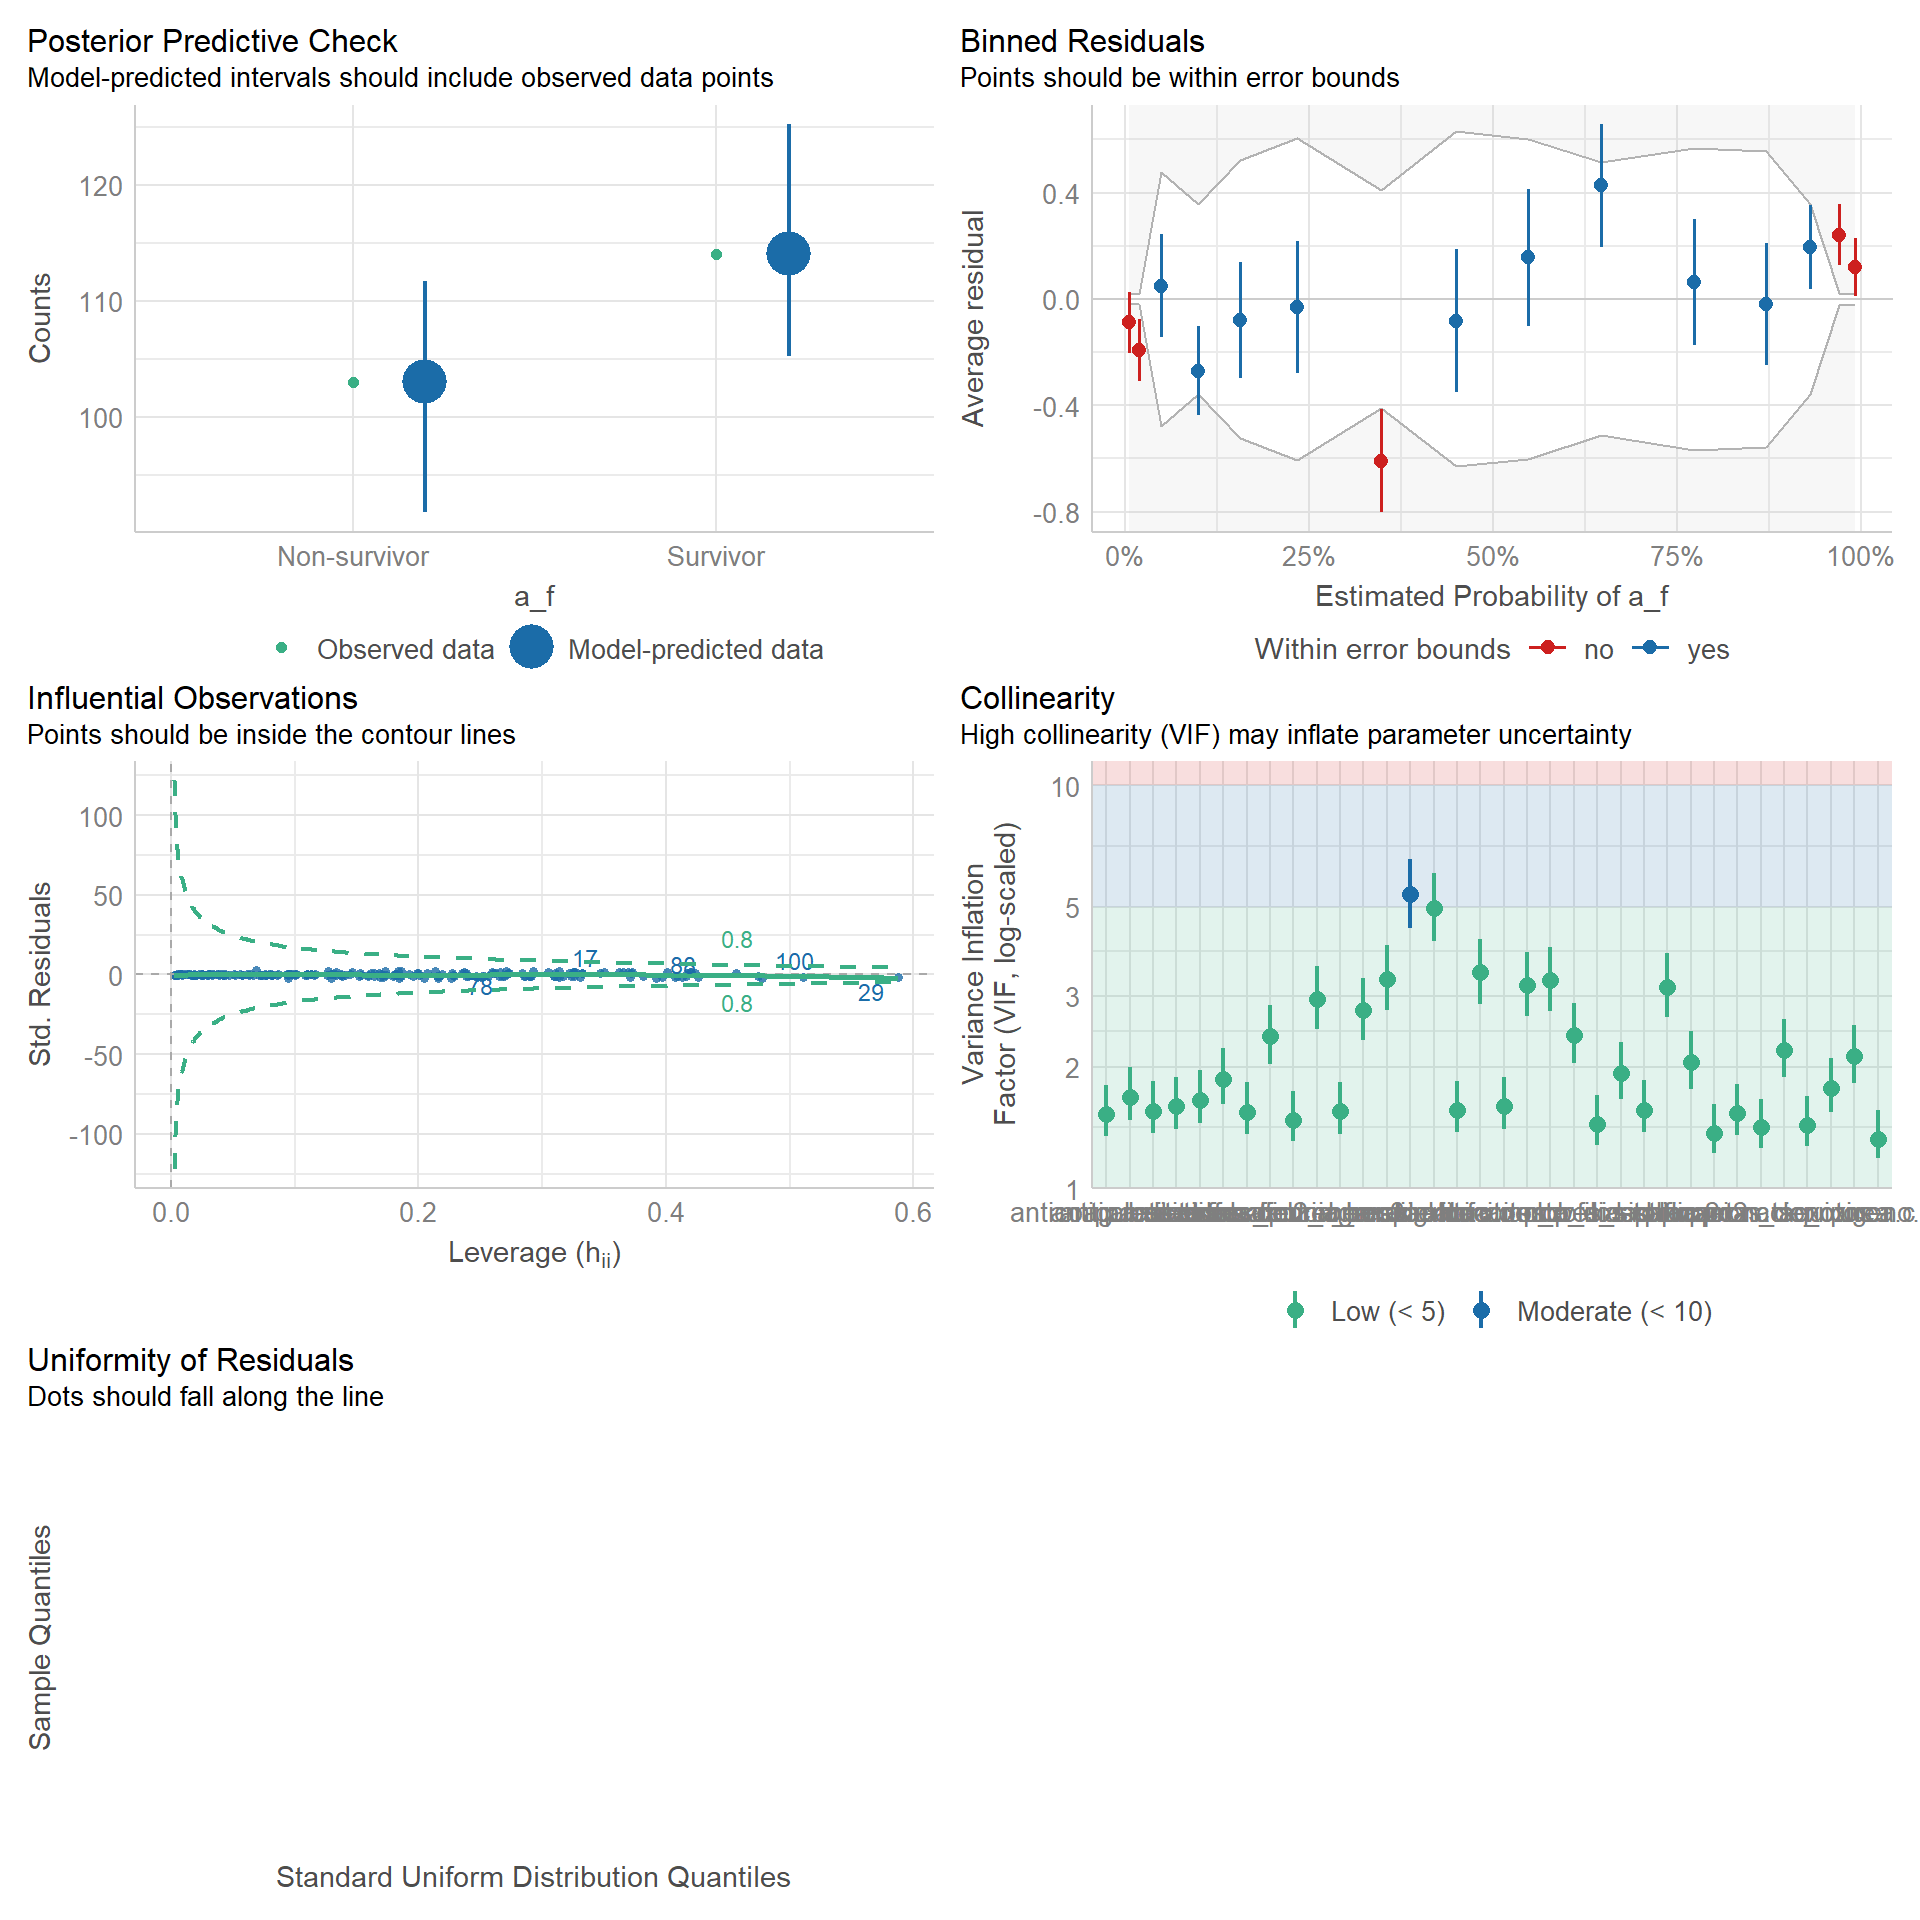 Posterior Predictive Check
Model-predicted intervals should include observed data points
Counts
120
110
100
Non-survivor
Survivor
a_f
Observed data
Model-predicted data
Binned Residuals
Points should be within error bounds
Average residual
0.4
0.0
-0.4
-0.8
0%
25%
50%
75%
100%
Estimated Probability of a_f
Within error bounds
no
yes
Influential Observations
Points should be inside the contour lines
Std. Residuals
100
50
0
-50
-100
0.8
17
100
78
29
0.8
0.0
0.2
0.4
0.6
Leverage (hii)
Collinearity
High collinearity (VIF) may inflate parameter uncertainty
Variance Inflation
Factor (VIF, log-scaled)
10
5
3
2
1
Low (< 5)
Moderate (< 10)
Uniformity of Residuals
Dots should fall along the line
Sample Quantiles
Standard Uniform Distribution Quantiles